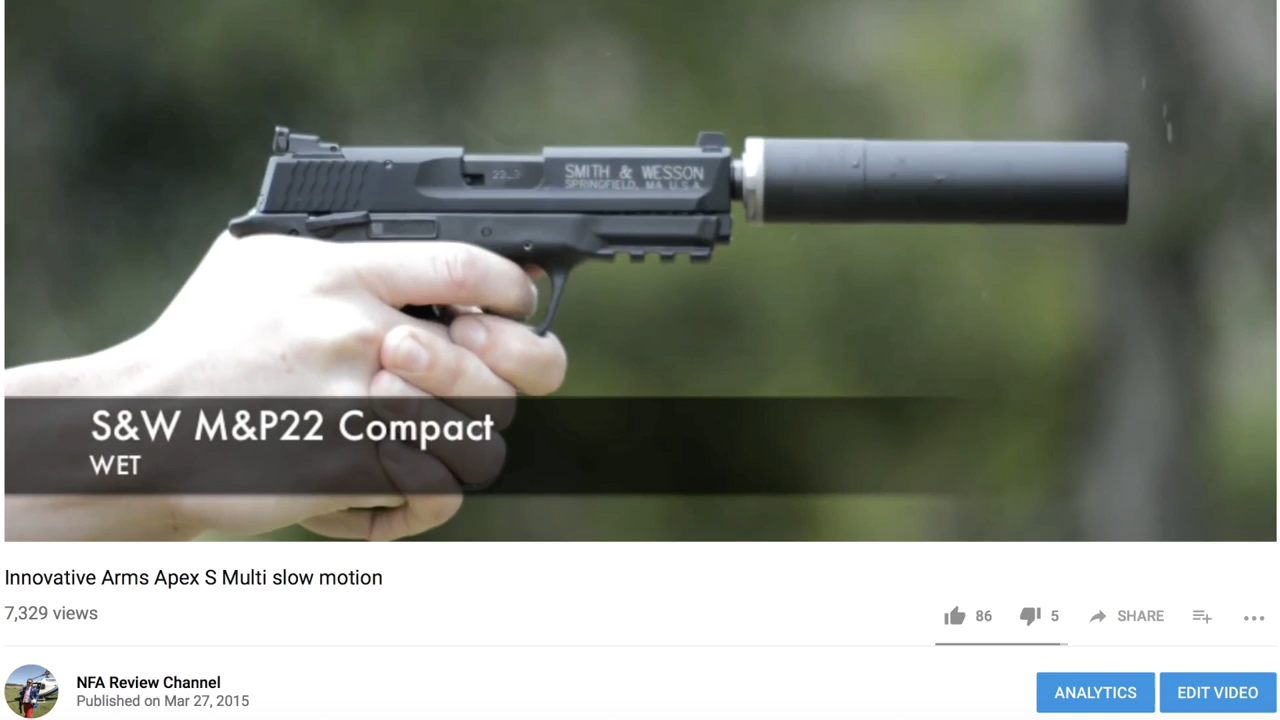 SMITH & WESSON
SPRINGFIELD, MA U.S.A.
S&W M&P22 Compact
WET
Innovative Arms Apex S Multi slow motion
7,329 views
86
5
SHARE
NFA Review Channel
Published on Mar 27, 2015
ANALYTICS
EDIT VIDEO